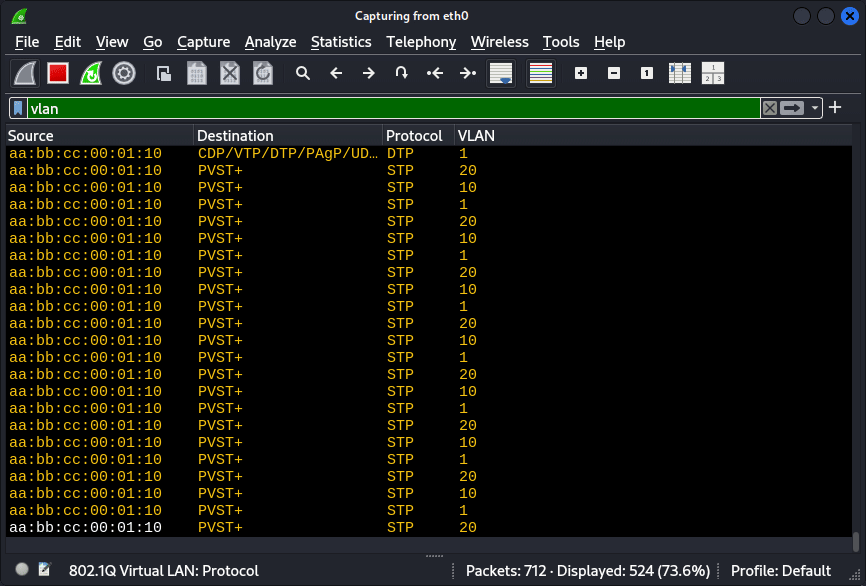 Capturing from eth0
File Edit View Go Capture Analyze Statistics Telephony Wireless Tools Help
vlan
Source Destination Protocol VLAN
aa:bb:cc:00:01:10 CDP/VTP/DTP/PAgP/UD… DTP 1
aa:bb:cc:00:01:10 PVST+ STP 20
aa:bb:cc:00:01:10 PVST+ STP 10
aa:bb:cc:00:01:10 PVST+ STP 1
aa:bb:cc:00:01:10 PVST+ STP 20
aa:bb:cc:00:01:10 PVST+ STP 10
aa:bb:cc:00:01:10 PVST+ STP 1
aa:bb:cc:00:01:10 PVST+ STP 20
aa:bb:cc:00:01:10 PVST+ STP 10
aa:bb:cc:00:01:10 PVST+ STP 1
aa:bb:cc:00:01:10 PVST+ STP 20
aa:bb:cc:00:01:10 PVST+ STP 10
aa:bb:cc:00:01:10 PVST+ STP 1
aa:bb:cc:00:01:10 PVST+ STP 20
aa:bb:cc:00:01:10 PVST+ STP 10
aa:bb:cc:00:01:10 PVST+ STP 1
aa:bb:cc:00:01:10 PVST+ STP 20
aa:bb:cc:00:01:10 PVST+ STP 10
aa:bb:cc:00:01:10 PVST+ STP 1
aa:bb:cc:00:01:10 PVST+ STP 20
aa:bb:cc:00:01:10 PVST+ STP 10
aa:bb:cc:00:01:10 PVST+ STP 1
aa:bb:cc:00:01:10 PVST+ STP 20
802.1Q Virtual LAN: Protocol Packets: 712 · Displayed: 524 (73.6%) Profile: Default